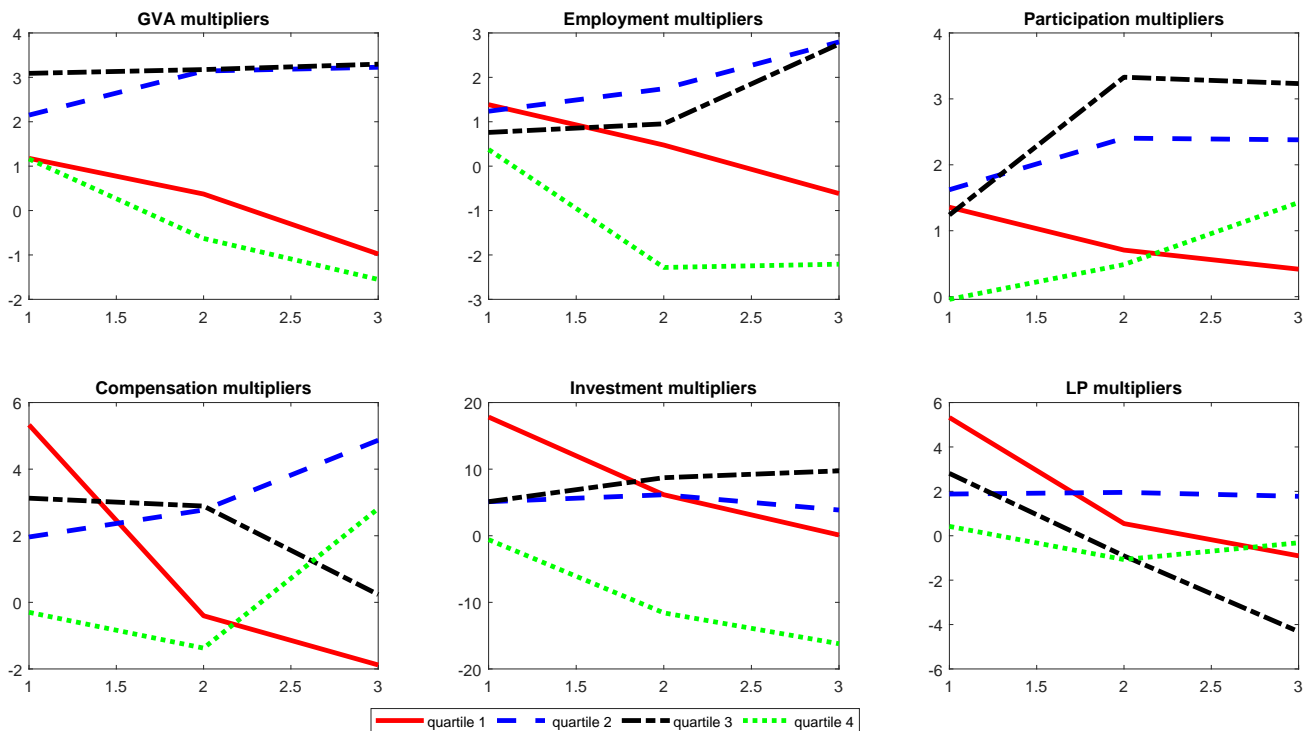 GVA multipliers
4
3
2
1
0
-1
-2
1 1.5 2 2.5 3
Employment multipliers
3
2
1
0
-1
-2
-3
1 1.5 2 2.5 3
Participation multipliers
4
3
2
1
0
1 1.5 2 2.5 3
Compensation multipliers
6
4
2
0
-2
1 1.5 2 2.5 3
Investment multipliers
20
10
0
-10
-20
1 1.5 2 2.5 3
LP multipliers
6
4
2
0
-2
-4
-6
1 1.5 2 2.5 3
quartile 1 quartile 2 quartile 3 quartile 4